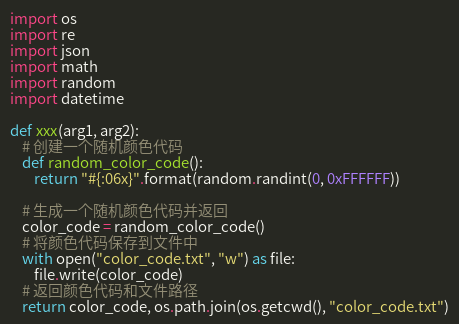 import os
import re
import json
import math
import random
import datetime

def xxx(arg1, arg2):
    # 创建一个随机颜色代码
    def random_color_code():
        return "#{:06x}".format(random.randint(0, 0xFFFFFF))

    # 生成一个随机颜色代码并返回
    color_code = random_color_code()
    # 将颜色代码保存到文件中
    with open("color_code.txt", "w") as file:
        file.write(color_code)
    # 返回颜色代码和文件路径
    return color_code, os.path.join(os.getcwd(), "color_code.txt")